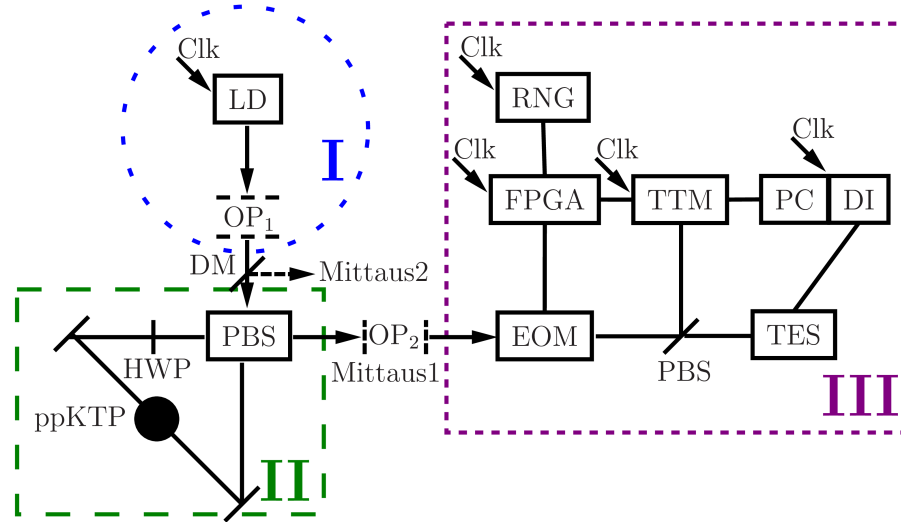 Clk
LD
I
OP₁
DM
Mittaus2
PBS
HWP
ppKTP
II
OP₂
Mittaus1
Clk
RNG
Clk
FPGA
Clk
TTM
Clk
PC
DI
EOM
PBS
TES
III